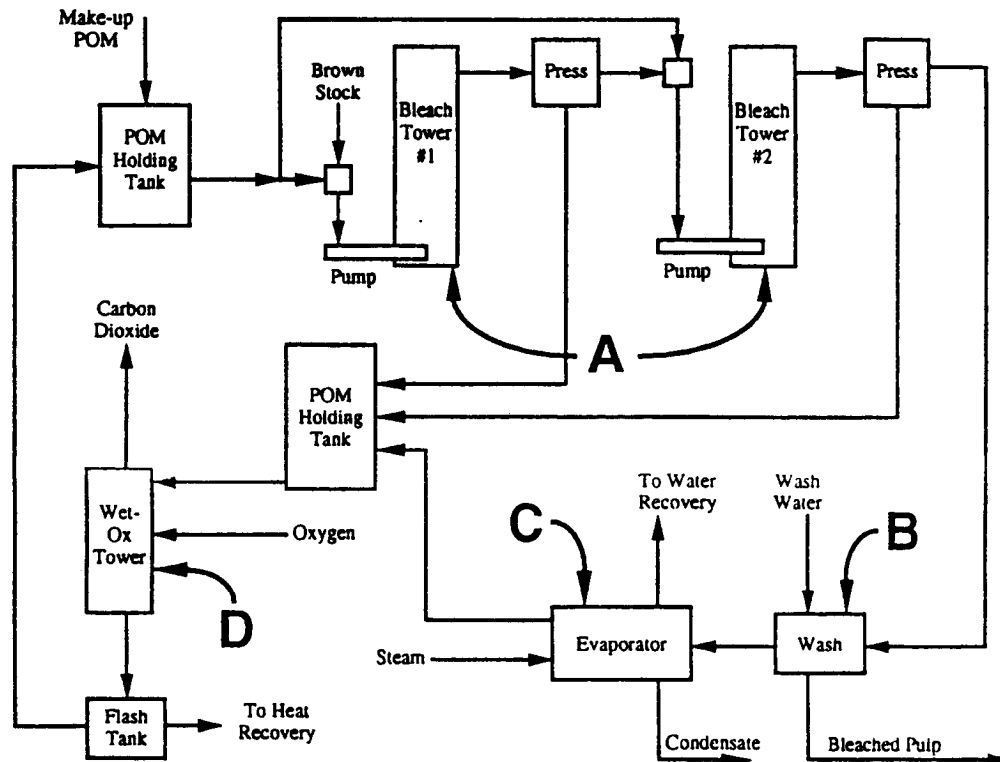 Make-up
POM
Brown
Stock
Bleach
Tower
#1
Press
Bleach
Tower
#2
Press
POM
Holding
Tank
Pump
Pump
Carbon
Dioxide
A
POM
Holding
Tank
To Water
Recovery
Wash
Water
Wet-
Ox
Tower
Oxygen
C
B
D
Steam
Evaporator
Wash
Flash
Tank
To Heat
Recovery
Condensate
Bleached Pulp